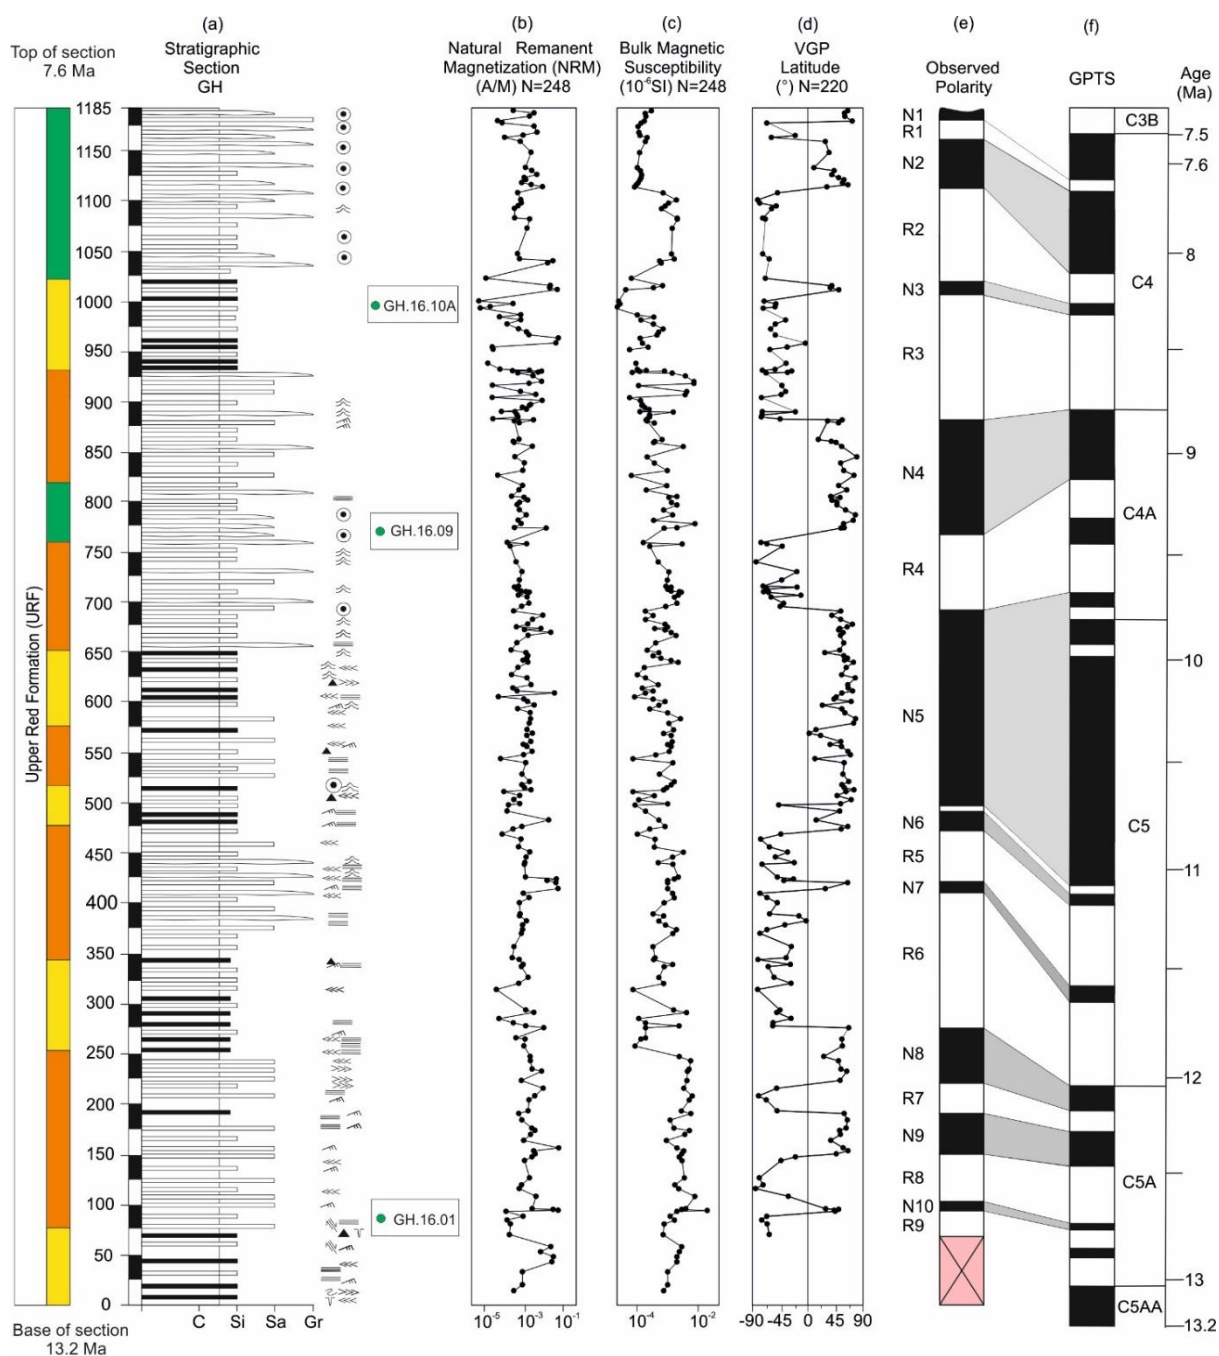 (a)
(b)
(c)
(d)
(e)
(f)
Top of section
7.6 Ma
Stratigraphic
Section
GH
Natural Remanent
Magnetization (NRM)
(A/M) N=248
Bulk Magnetic
Susceptibility
(10⁻⁶SI) N=248
VGP
Latitude
(°) N=220
Observed
Polarity
GPTS
Age
(Ma)
Upper Red Formation (URF)
1185
1150
1100
1050
1000
950
900
850
800
750
700
650
600
550
500
450
400
350
300
250
200
150
100
50
0
Base of section
13.2 Ma
C Si Sa Gr
GH.16.10A
GH.16.09
GH.16.01
10⁻⁵ 10⁻³ 10⁻¹
10⁻⁴ 10⁻²
-90 -45 0 45 90
N1
R1
N2
R2
N3
R3
N4
R4
N5
N6
R5
N7
R6
N8
R7
N9
R8
N10
R9
C3B
C4
C4A
C5
C5A
C5AA
7.5
7.6
8
9
10
11
12
13
13.2